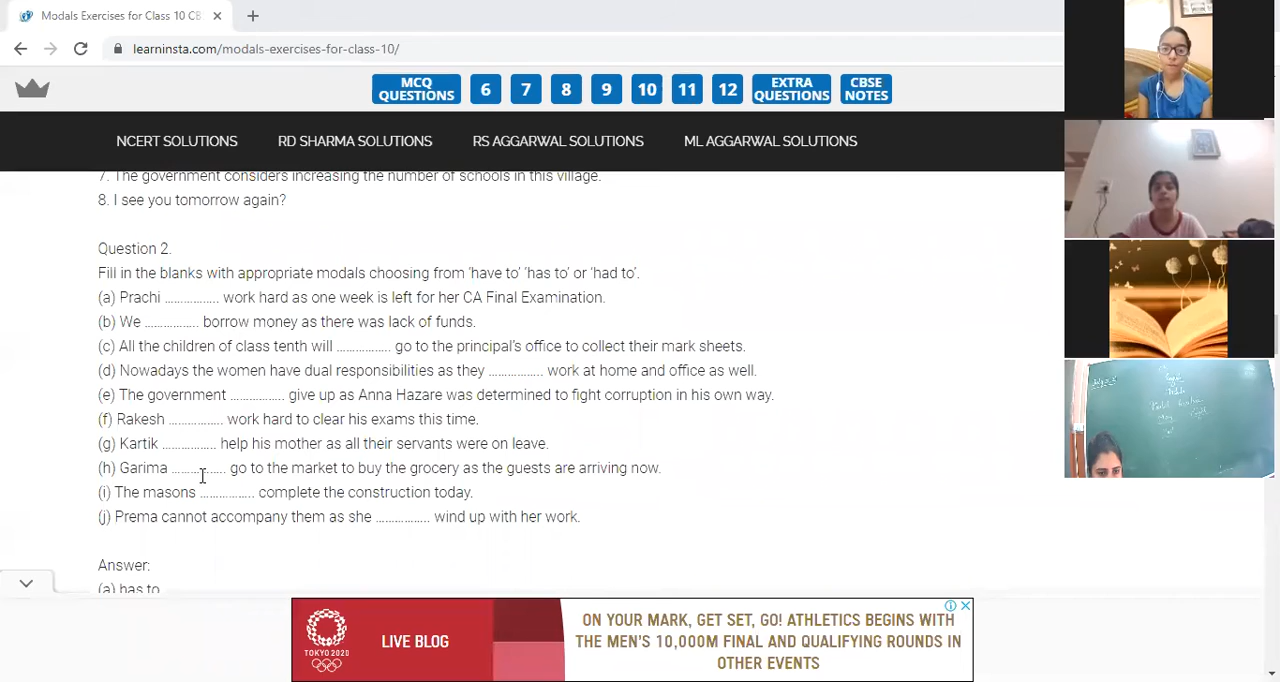 Modals Exercises for Class 10 CB
learninsta.com/modals-exercises-for-class-10/
MCQ QUESTIONS
6
7
8
9
10
11
12
EXTRA QUESTIONS
CBSE NOTES
NCERT SOLUTIONS
RD SHARMA SOLUTIONS
RS AGGARWAL SOLUTIONS
ML AGGARWAL SOLUTIONS
7. The government considers increasing the number of schools in this village.
8. I see you tomorrow again?
Question 2.
Fill in the blanks with appropriate modals choosing from 'have to' 'has to' or 'had to'.
(a) Prachi …………….. work hard as one week is left for her CA Final Examination.
(b) We …………….. borrow money as there was lack of funds.
(c) All the children of class tenth will …………….. go to the principal's office to collect their mark sheets.
(d) Nowadays the women have dual responsibilities as they …………….. work at home and office as well.
(e) The government …………….. give up as Anna Hazare was determined to fight corruption in his own way.
(f) Rakesh …………….. work hard to clear his exams this time.
(g) Kartik …………….. help his mother as all their servants were on leave.
(h) Garima …………….. go to the market to buy the grocery as the guests are arriving now.
(i) The masons …………….. complete the construction today.
(j) Prema cannot accompany them as she …………….. wind up with her work.
Answer:
(a) has to
TOKYO 2020
LIVE BLOG
ON YOUR MARK, GET SET, GO! ATHLETICS BEGINS WITH
THE MEN'S 10,000M FINAL AND QUALIFYING ROUNDS IN
OTHER EVENTS